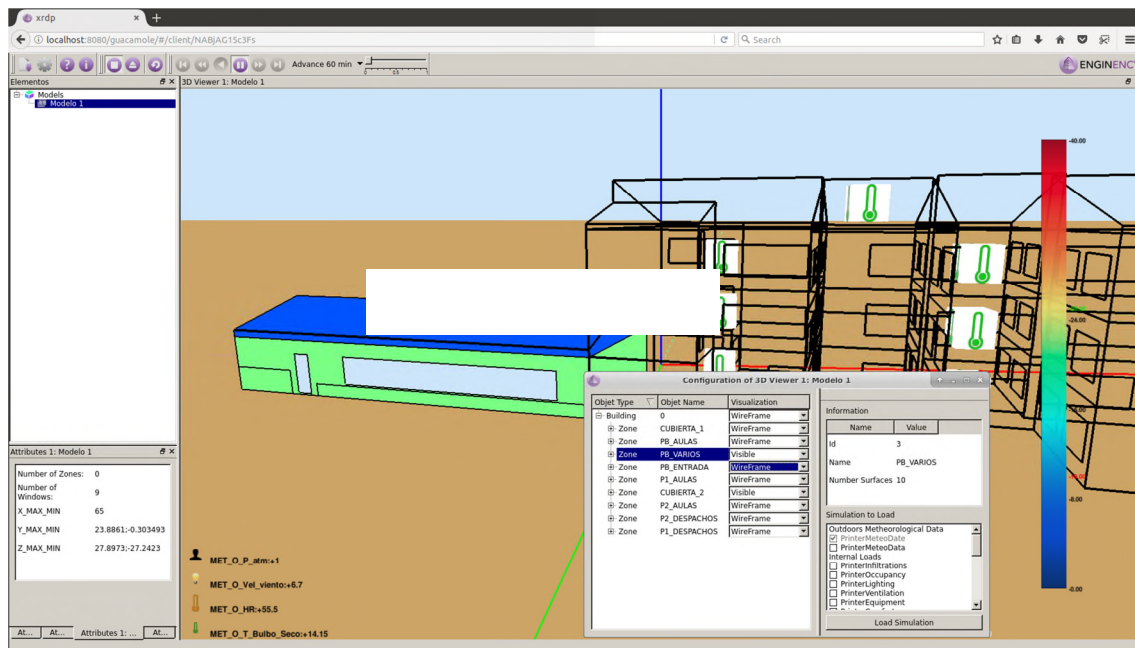 xrdp
localhost:8080/guacamole/#/client/NABjAG15c3Fs
Search
Advance 60 min
0.5
ENGINENCY
Elementos
3D Viewer 1: Modelo 1
Models
Modelo 1
-40.00
-24.00
-8.00
-0.00
Attributes 1: Modelo 1
Number of Zones: 0
Number of Windows: 9
X_MAX_MIN 65
Y_MAX_MIN 23.8861;-0.303493
Z_MAX_MIN 27.8973;-27.2423
At...
At...
Attributes 1: ...
At...
MET_O_P_atm:+1
MET_O_Vel_viento:+6.7
MET_O_HR:+55.5
MET_O_T_Bulbo_Seco:+14.15
Configuration of 3D Viewer 1: Modelo 1
Objet Type Objet Name Visualization
Building 0 WireFrame
Zone CUBIERTA_1 WireFrame
Zone PB_AULAS WireFrame
Zone PB_VARIOS Visible
Zone PB_ENTRADA WireFrame
Zone P1_AULAS WireFrame
Zone CUBIERTA_2 Visible
Zone P2_AULAS WireFrame
Zone P2_DESPACHOS WireFrame
Zone P1_DESPACHOS WireFrame
Information
Name Value
Id 3
Name PB_VARIOS
Number Surfaces 10
Simulation to Load
Outdoors Metheorological Data
PrinterMeteoDate
PrinterMeteoData
Internal Loads
PrinterInfiltrations
PrinterOccupancy
PrinterLighting
PrinterVentilation
PrinterEquipment
Load Simulation